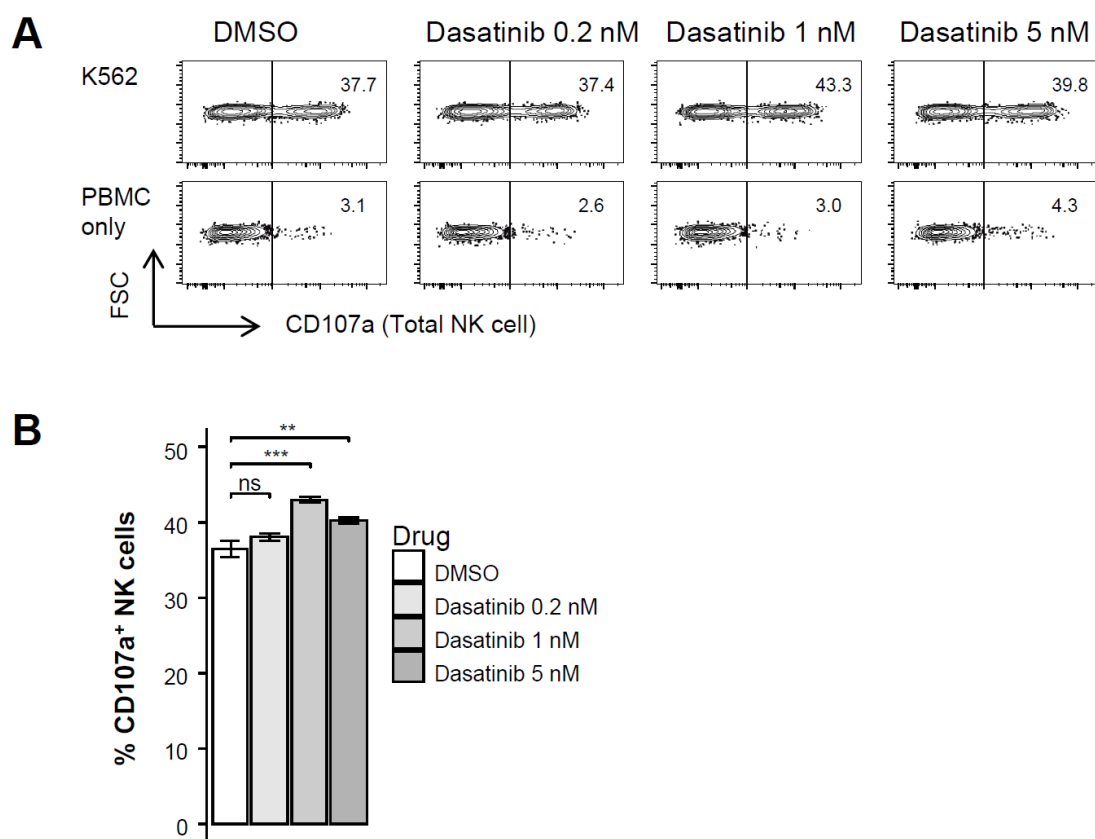 A
DMSO
Dasatinib 0.2 nM
Dasatinib 1 nM
Dasatinib 5 nM
K562
37.7
37.4
43.3
39.8
PBMC
only
3.1
2.6
3.0
4.3
FSC
CD107a (Total NK cell)
B
% CD107a⁺ NK cells
50
40
30
20
10
0
**
***
ns
Drug
DMSO
Dasatinib 0.2 nM
Dasatinib 1 nM
Dasatinib 5 nM